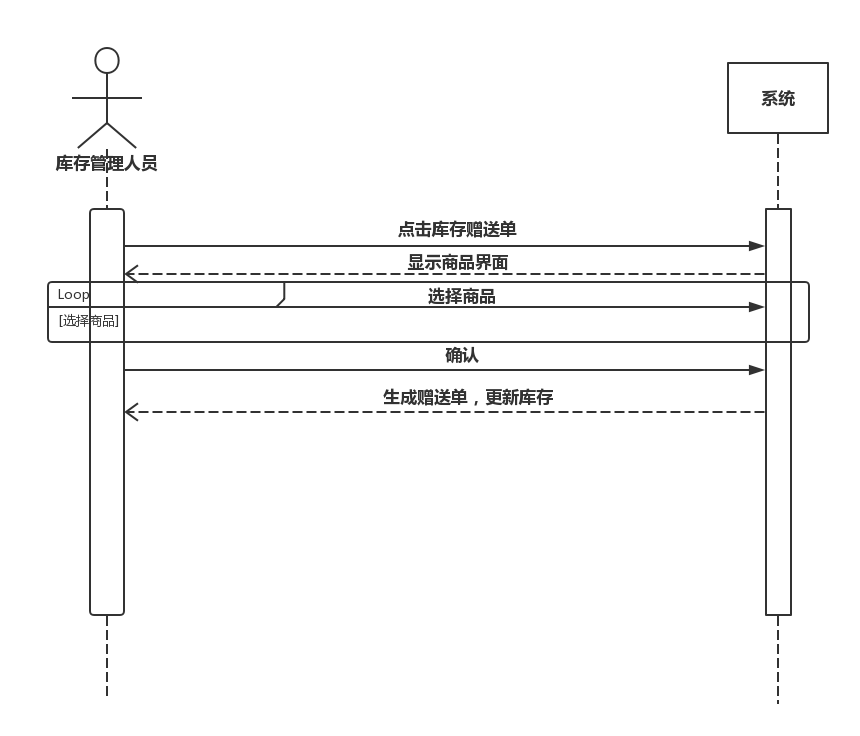 系统
库存管理人员
点击库存赠送单
显示商品界面
Loop
选择商品
[选择商品]
确认
生成赠送单，更新库存